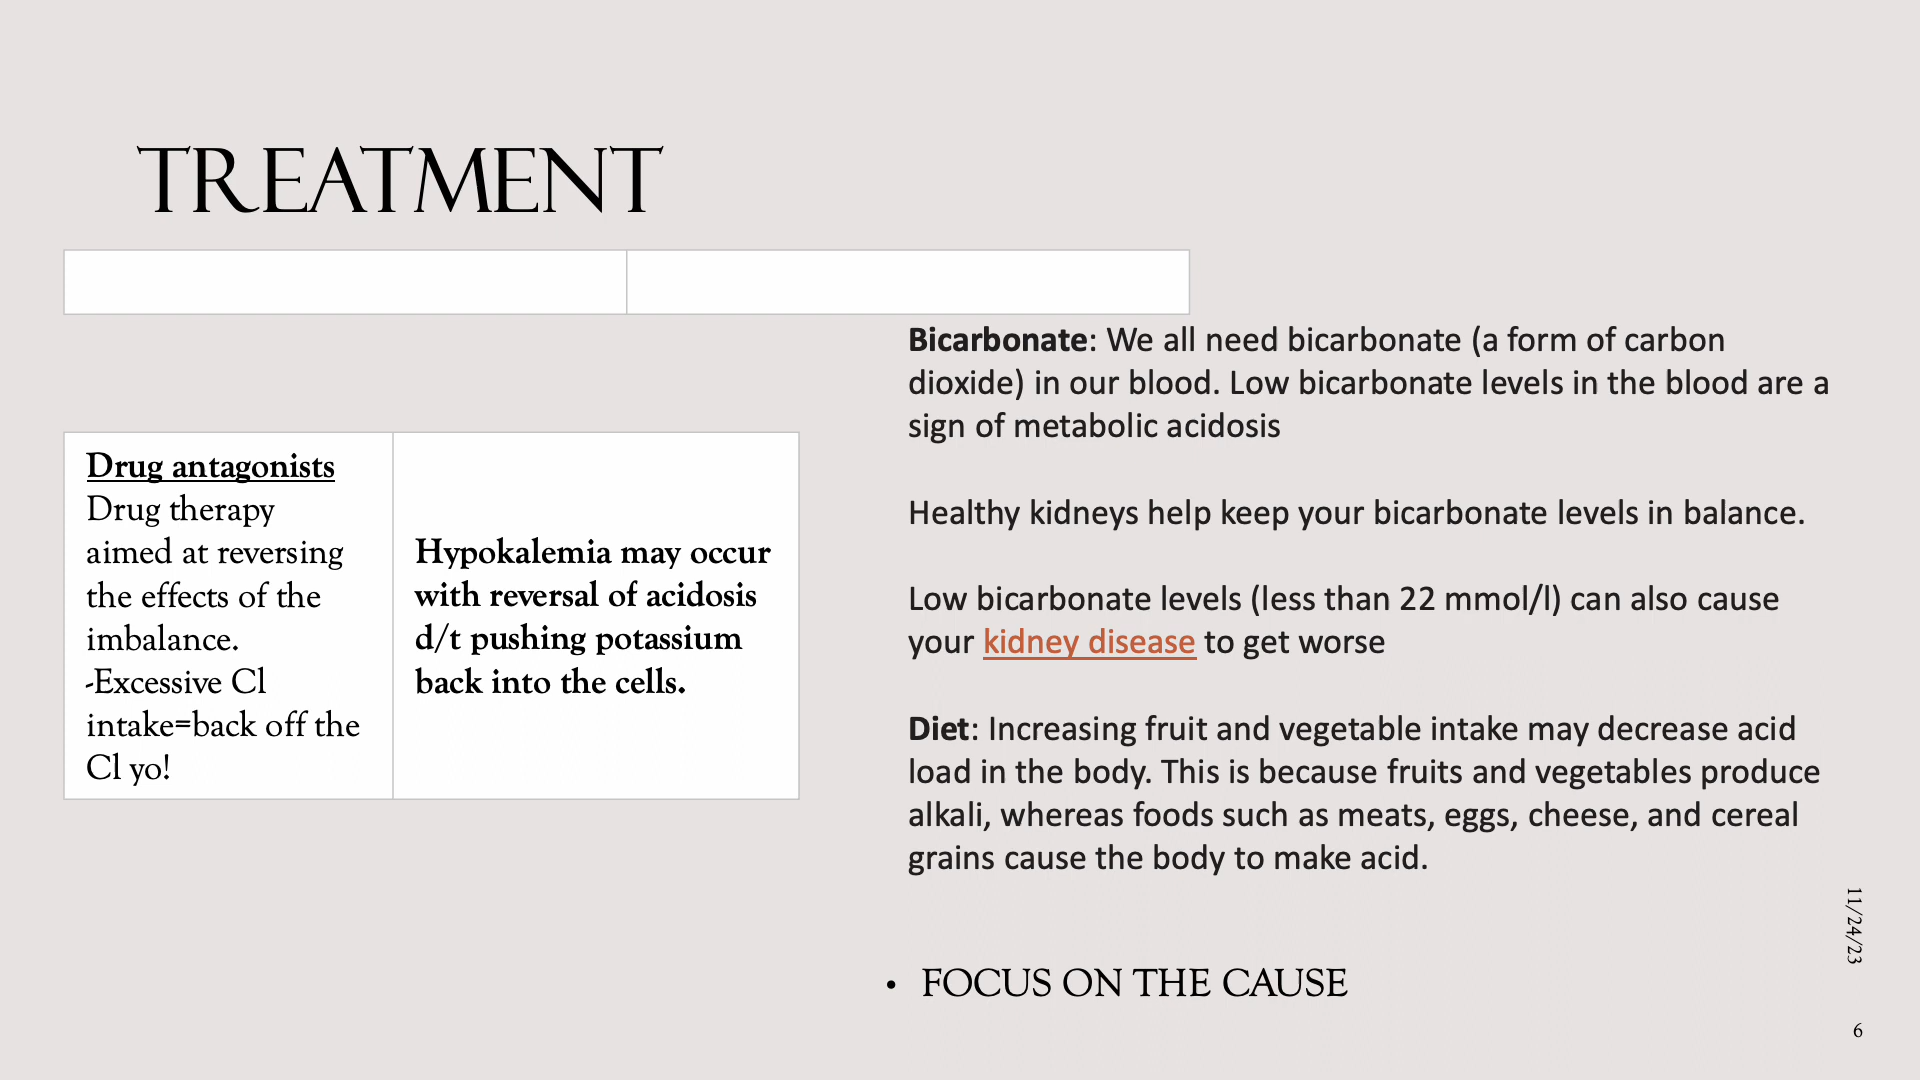 TREATMENT
Drug antagonists
Drug therapy
aimed at reversing
the effects of the
imbalance.
-Excessive Cl
intake=back off the
Cl yo!
Hypokalemia may occur
with reversal of acidosis
d/t pushing potassium
back into the cells.
Bicarbonate: We all need bicarbonate (a form of carbon
dioxide) in our blood. Low bicarbonate levels in the blood are a
sign of metabolic acidosis
Healthy kidneys help keep your bicarbonate levels in balance.
Low bicarbonate levels (less than 22 mmol/l) can also cause
your kidney disease to get worse
Diet: Increasing fruit and vegetable intake may decrease acid
load in the body. This is because fruits and vegetables produce
alkali, whereas foods such as meats, eggs, cheese, and cereal
grains cause the body to make acid.
• FOCUS ON THE CAUSE
11/24/23
6